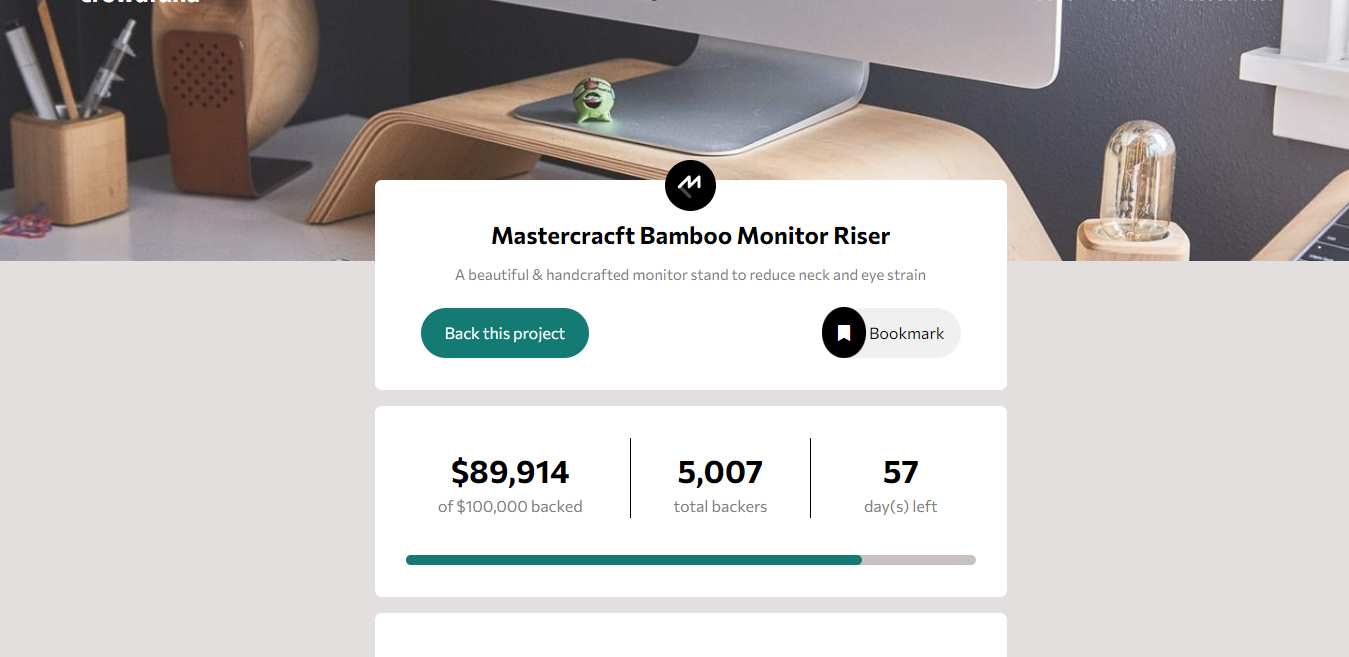 Mastercracft Bamboo Monitor Riser
A beautiful & handcrafted monitor stand to reduce neck and eye strain
Back this project
Bookmark
$89,914
of $100,000 backed
5,007
total backers
57
day(s) left